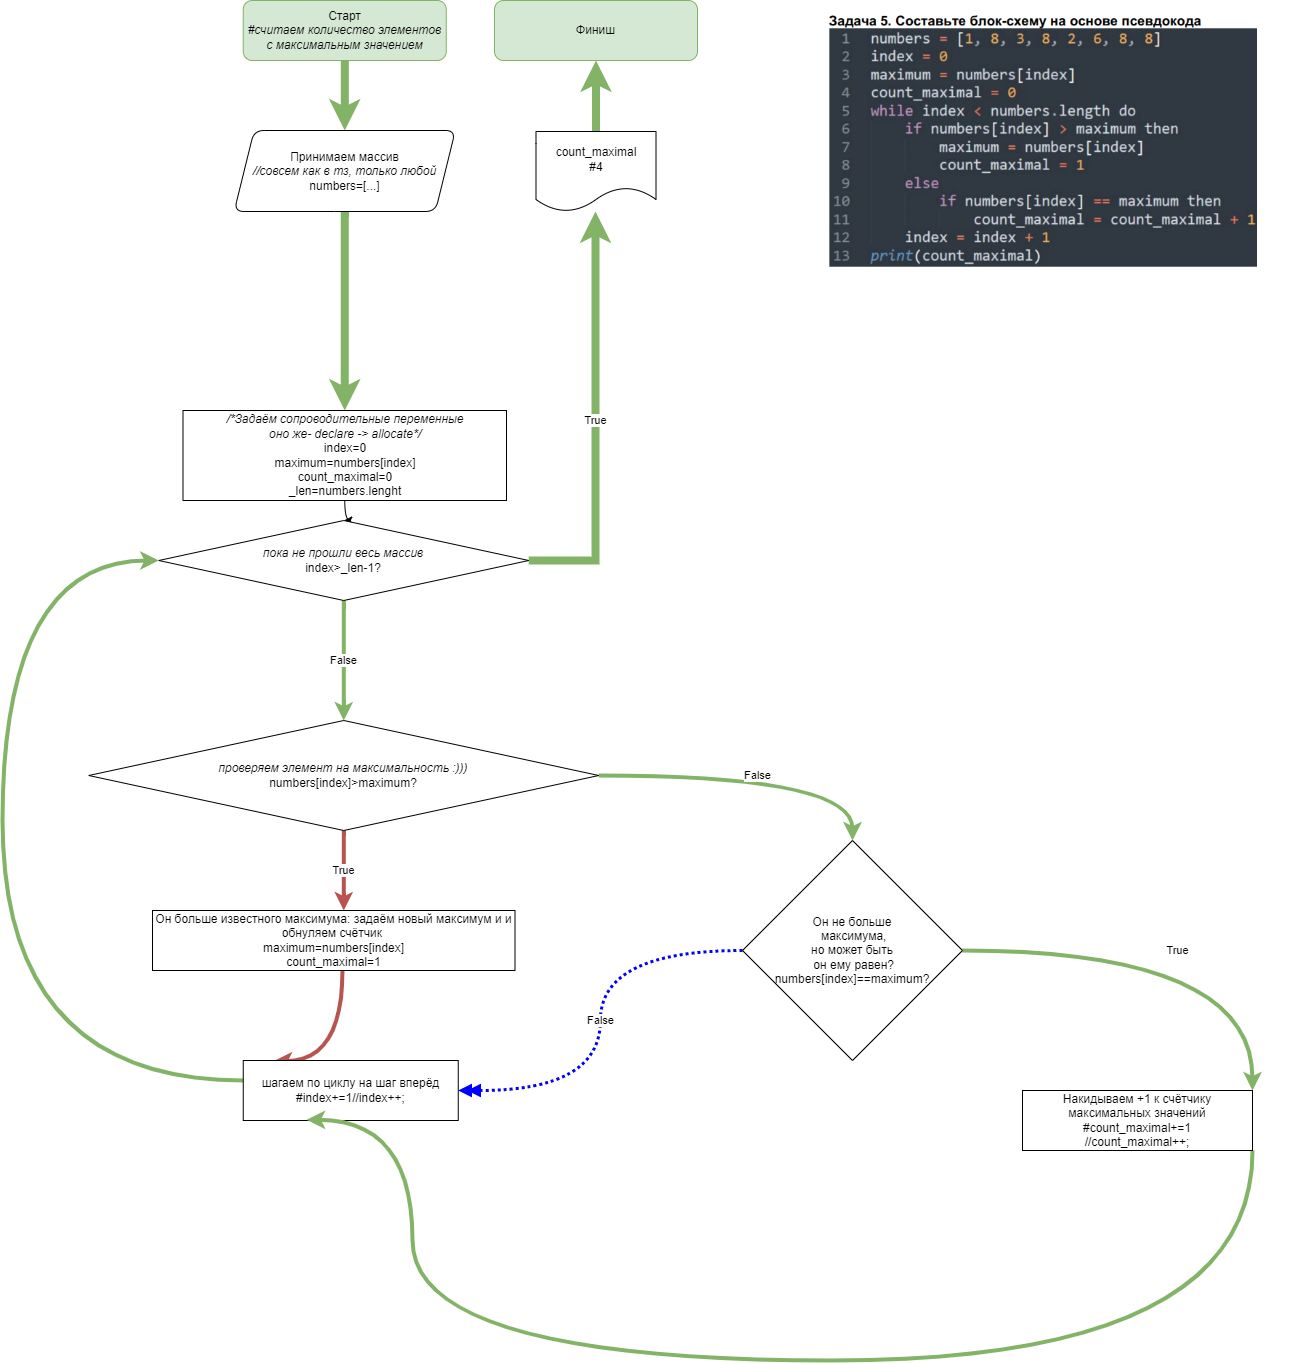 Старт
#считаем количество элементов
с максимальным значением
Финиш
Задача 5. Составьте блок-схему на основе псевдокода
1 numbers = [1, 8, 3, 8, 2, 6, 8, 8]
2 index = 0
3 maximum = numbers[index]
4 count_maximal = 0
5 while index < numbers.length do
6 if numbers[index] > maximum then
7 maximum = numbers[index]
8 count_maximal = 1
9 else
10 if numbers[index] == maximum then
11 count_maximal = count_maximal + 1
12 index = index + 1
13 print(count_maximal)
Принимаем массив
//совсем как в тз, только любой
numbers=[...]
count_maximal
#4
True
/*Задаём сопроводительные переменные
оно же- declare -> allocate*/
index=0
maximum=numbers[index]
count_maximal=0
_len=numbers.lenght
пока не прошли весь массив
index>_len-1?
False
проверяем элемент на максимальность :)))
numbers[index]>maximum?
False
True
Он больше известного максимума: задаём новый максимум и и
обнуляем счётчик
maximum=numbers[index]
count_maximal=1
Он не больше
максимума,
но может быть
он ему равен?
numbers[index]==maximum?
True
False
шагаем по циклу на шаг вперёд
#index+=1//index++;
Накидываем +1 к счётчику
максимальных значений
#count_maximal+=1
//count_maximal++;